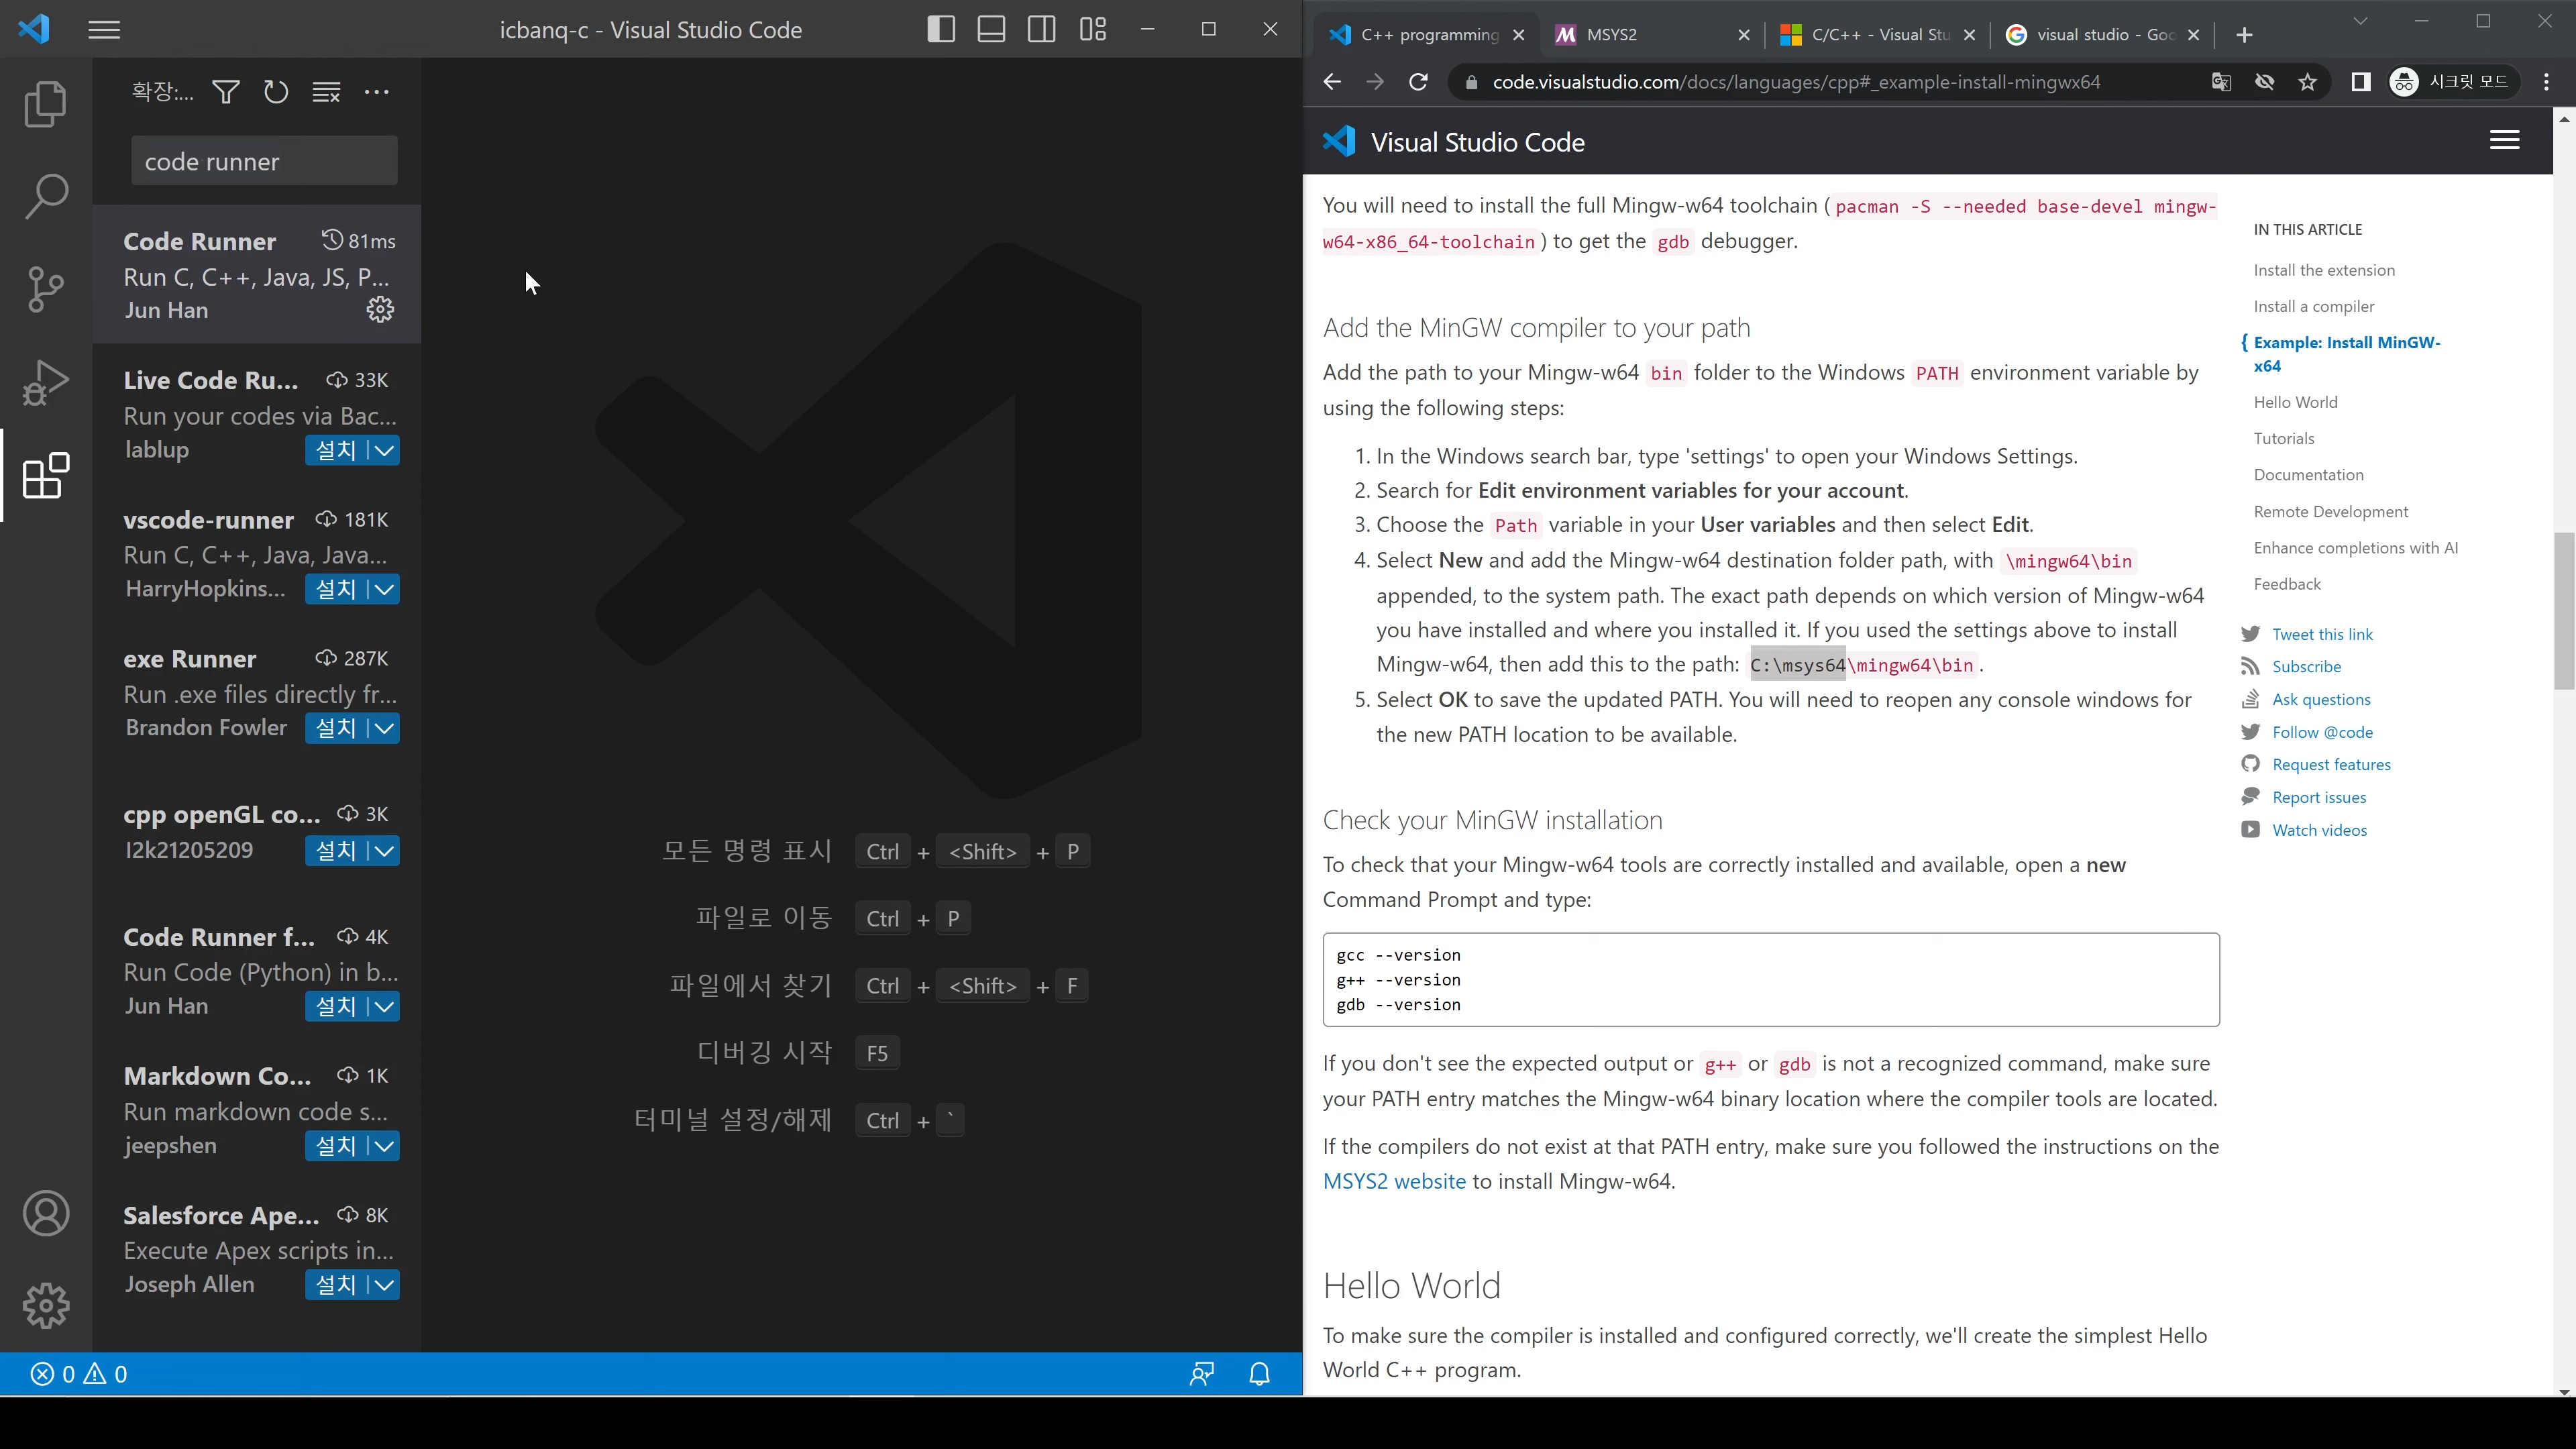 icbanq-c - Visual Studio Code
확장:...
code runner
Code Runner 81ms
Run C, C++, Java, JS, P...
Jun Han
Live Code Ru... 33K
Run your codes via Bac...
lablup 설치
vscode-runner 181K
Run C, C++, Java, Java...
HarryHopkins... 설치
exe Runner 287K
Run .exe files directly fr...
Brandon Fowler 설치
cpp openGL co... 3K
l2k21205209 설치
Code Runner f... 4K
Run Code (Python) in b...
Jun Han 설치
Markdown Co... 1K
Run markdown code s...
jeepshen 설치
Salesforce Ape... 8K
Execute Apex scripts in...
Joseph Allen 설치
모든 명령 표시 Ctrl + <Shift> + P
파일로 이동 Ctrl + P
파일에서 찾기 Ctrl + <Shift> + F
디버깅 시작 F5
터미널 설정/해제 Ctrl + `
0 0
C++ programming MSYS2 C/C++ - Visual Stu visual studio - Goo
code.visualstudio.com/docs/languages/cpp#_example-install-mingwx64 시크릿 모드
Visual Studio Code
You will need to install the full Mingw-w64 toolchain ( pacman -S --needed base-devel mingw-
w64-x86_64-toolchain ) to get the gdb debugger.
Add the MinGW compiler to your path
Add the path to your Mingw-w64 bin folder to the Windows PATH environment variable by
using the following steps:
1. In the Windows search bar, type 'settings' to open your Windows Settings.
2. Search for Edit environment variables for your account.
3. Choose the Path variable in your User variables and then select Edit.
4. Select New and add the Mingw-w64 destination folder path, with \mingw64\bin
appended, to the system path. The exact path depends on which version of Mingw-w64
you have installed and where you installed it. If you used the settings above to install
Mingw-w64, then add this to the path: C:\msys64\mingw64\bin .
5. Select OK to save the updated PATH. You will need to reopen any console windows for
the new PATH location to be available.
Check your MinGW installation
To check that your Mingw-w64 tools are correctly installed and available, open a new
Command Prompt and type:
gcc --version
g++ --version
gdb --version
If you don't see the expected output or g++ or gdb is not a recognized command, make sure
your PATH entry matches the Mingw-w64 binary location where the compiler tools are located.
If the compilers do not exist at that PATH entry, make sure you followed the instructions on the
MSYS2 website to install Mingw-w64.
Hello World
To make sure the compiler is installed and configured correctly, we'll create the simplest Hello
World C++ program.
IN THIS ARTICLE
Install the extension
Install a compiler
{ Example: Install MinGW-
x64
Hello World
Tutorials
Documentation
Remote Development
Enhance completions with AI
Feedback
Tweet this link
Subscribe
Ask questions
Follow @code
Request features
Report issues
Watch videos